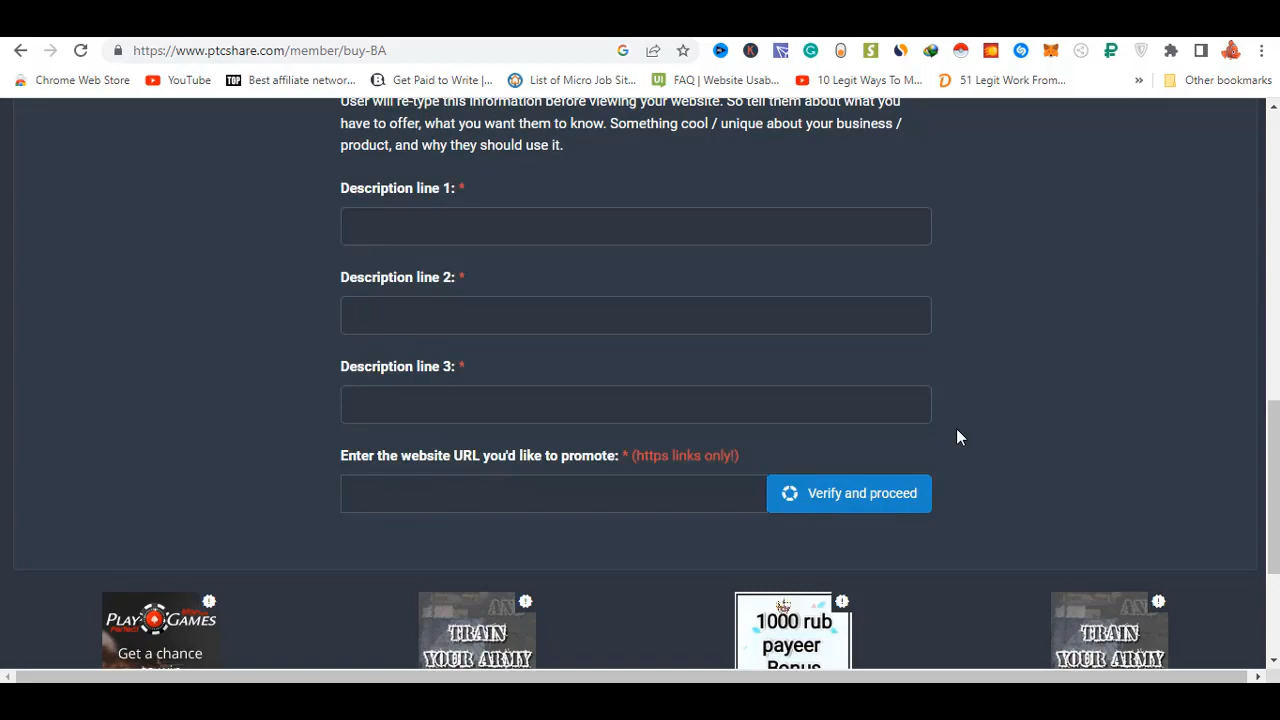 https://www.ptcshare.com/member/buy-BA
Chrome Web Store
YouTube
TOP Best affiliate networ...
Get Paid to Write |...
List of Micro Job Sit...
UI FAQ | Website Usab...
10 Legit Ways To M...
51 Legit Work From...
»
Other bookmarks
User will re-type this information before viewing your website. So tell them about what you
have to offer, what you want them to know. Something cool / unique about your business /
product, and why they should use it.
Description line 1: *
Description line 2: *
Description line 3: *
Enter the website URL you'd like to promote: * (https links only!)
Verify and proceed
PLAY GAMES
Get a chance
TRAIN
YOUR ARMY
1000 rub
payeer
Bonus
AN
TRAIN
YOUR ARMY